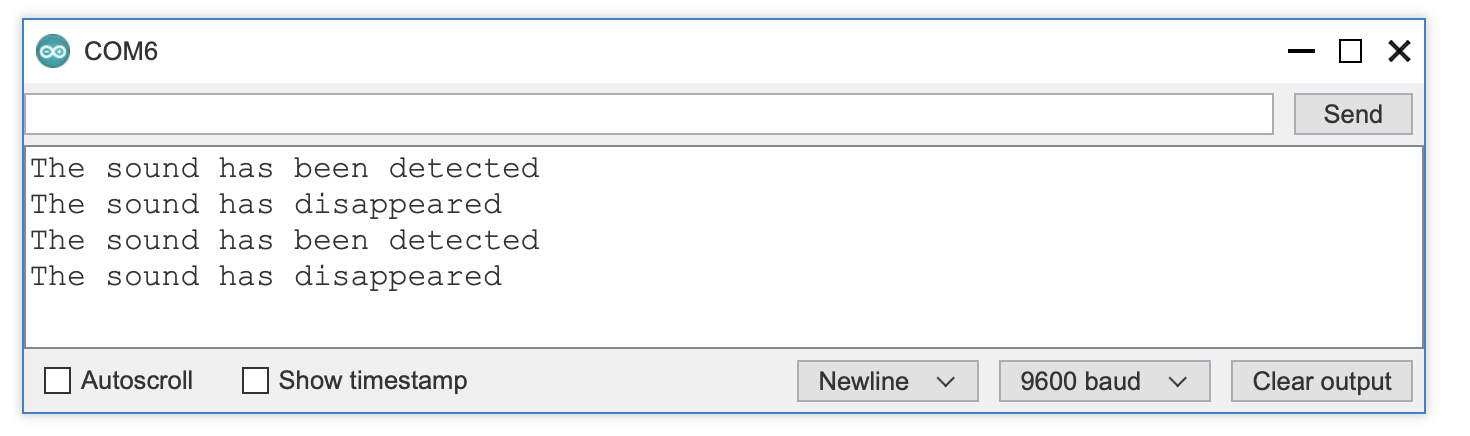 COM6
Send
The sound has been detected
The sound has disappeared
The sound has been detected
The sound has disappeared
Autoscroll Show timestamp Newline 9600 baud Clear output